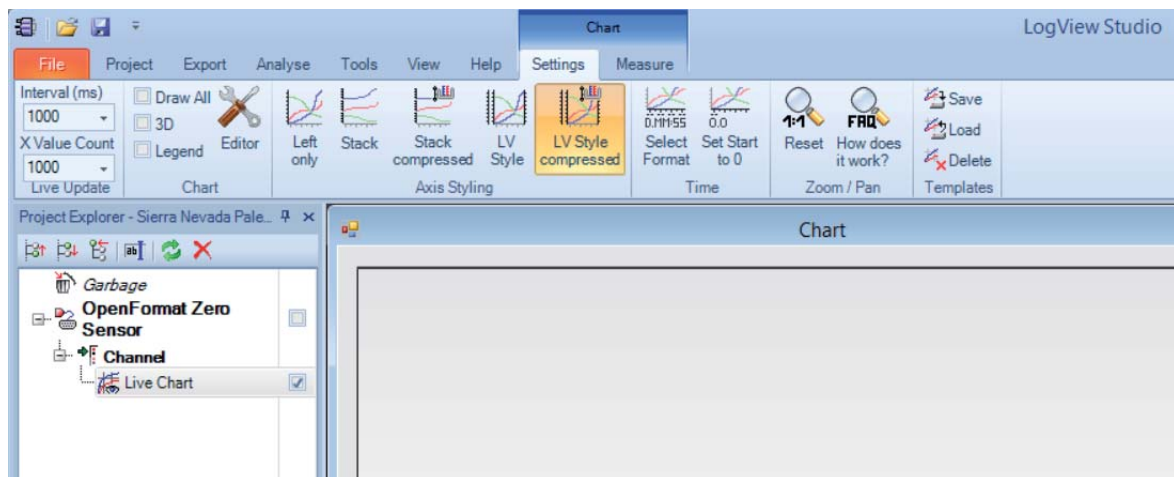 Chart
LogView Studio
File Project Export Analyse Tools View Help Settings Measure
Interval (ms)
1000
X Value Count
1000
Live Update
Draw All
3D
Legend
Editor
Chart
Left only
Stack
Stack compressed
LV Style
LV Style compressed
Axis Styling
D.MM-SS
Select Format
0.0
Set Start to 0
Time
1:1
Reset
FAQ
How does it work?
Zoom / Pan
Save
Load
Delete
Templates
Project Explorer - Sierra Nevada Pale...
ab
Garbage
OpenFormat Zero
Sensor
Channel
Live Chart
Chart